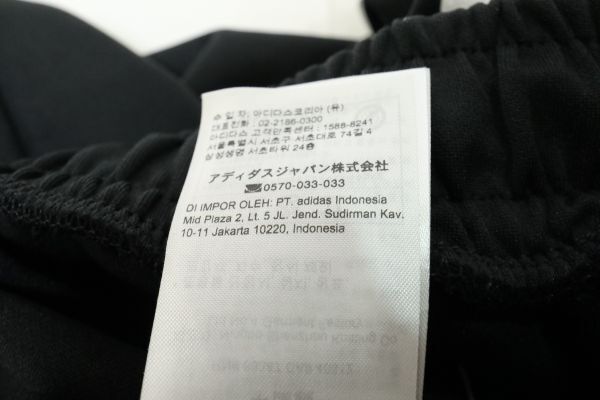 수 입 자: 아디다스코리아 (유)
대표전화 : 02-2186-0300
아디다스 고객만족센터 : 1588-8241
서울특별시 서초구 서초대로 74길 4
삼성생명 서초타워 24층
アディダスジャパン株式会社
0570-033-033
DI IMPOR OLEH: PT. adidas Indonesia
Mid Plaza 2, Lt. 5 JL. Jend. Sudirman Kav.
10-11 Jakarta 10220, Indonesia